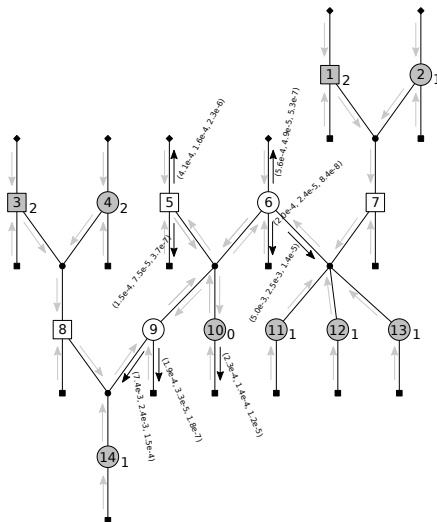 1 2
2 1
(4.1e-4, 1.6e-4, 2.3e-6)
(5.6e-4, 4.9e-5, 5.3e-7)
3 2
4 2
5
6
7
(2.0e-4, 2.4e-5, 8.4e-8)
(1.5e-4, 7.5e-5, 3.7e-7)
(5.0e-3, 2.5e-3, 1.4e-5)
8
9
10 0
11 1
12 1
13 1
(7.4e-3, 2.4e-3, 1.5e-4)
(1.9e-4, 3.3e-5, 1.8e-7)
(2.3e-4, 1.4e-4, 1.2e-5)
14 1